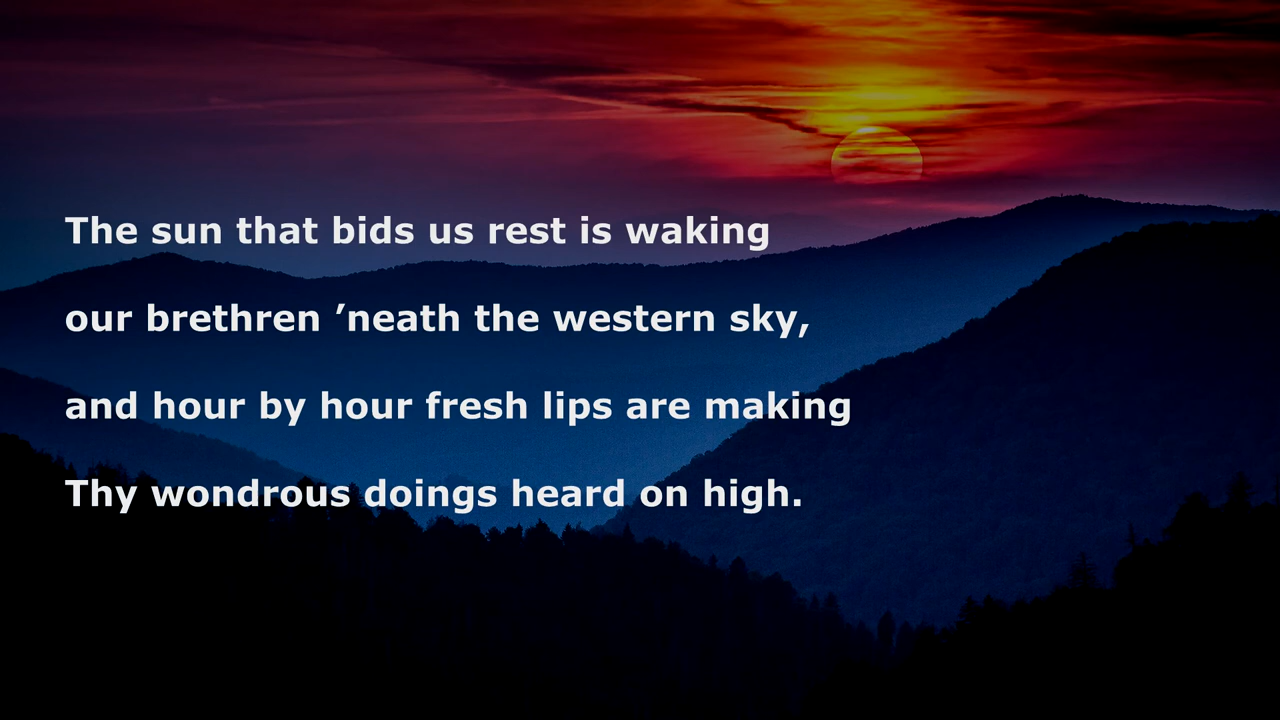 The sun that bids us rest is waking
our brethren ’neath the western sky,
and hour by hour fresh lips are making
Thy wondrous doings heard on high.